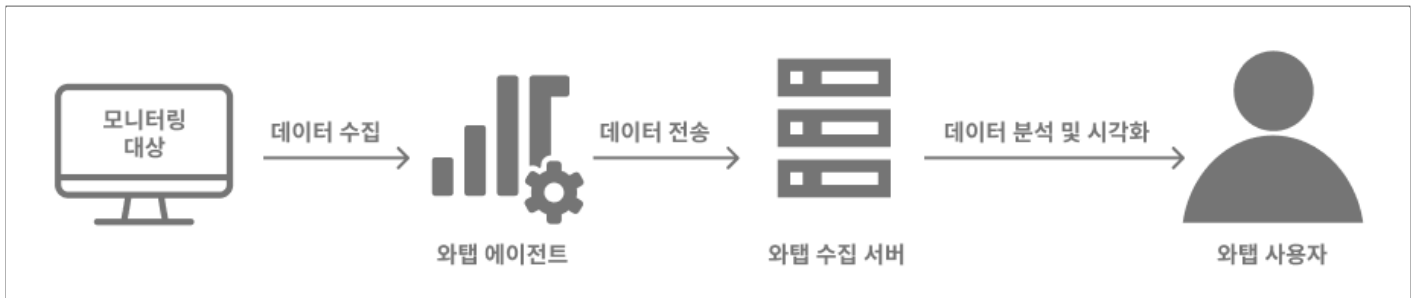 모니터링
대상
데이터 수집
와탭 에이전트
데이터 전송
와탭 수집 서버
데이터 분석 및 시각화
와탭 사용자